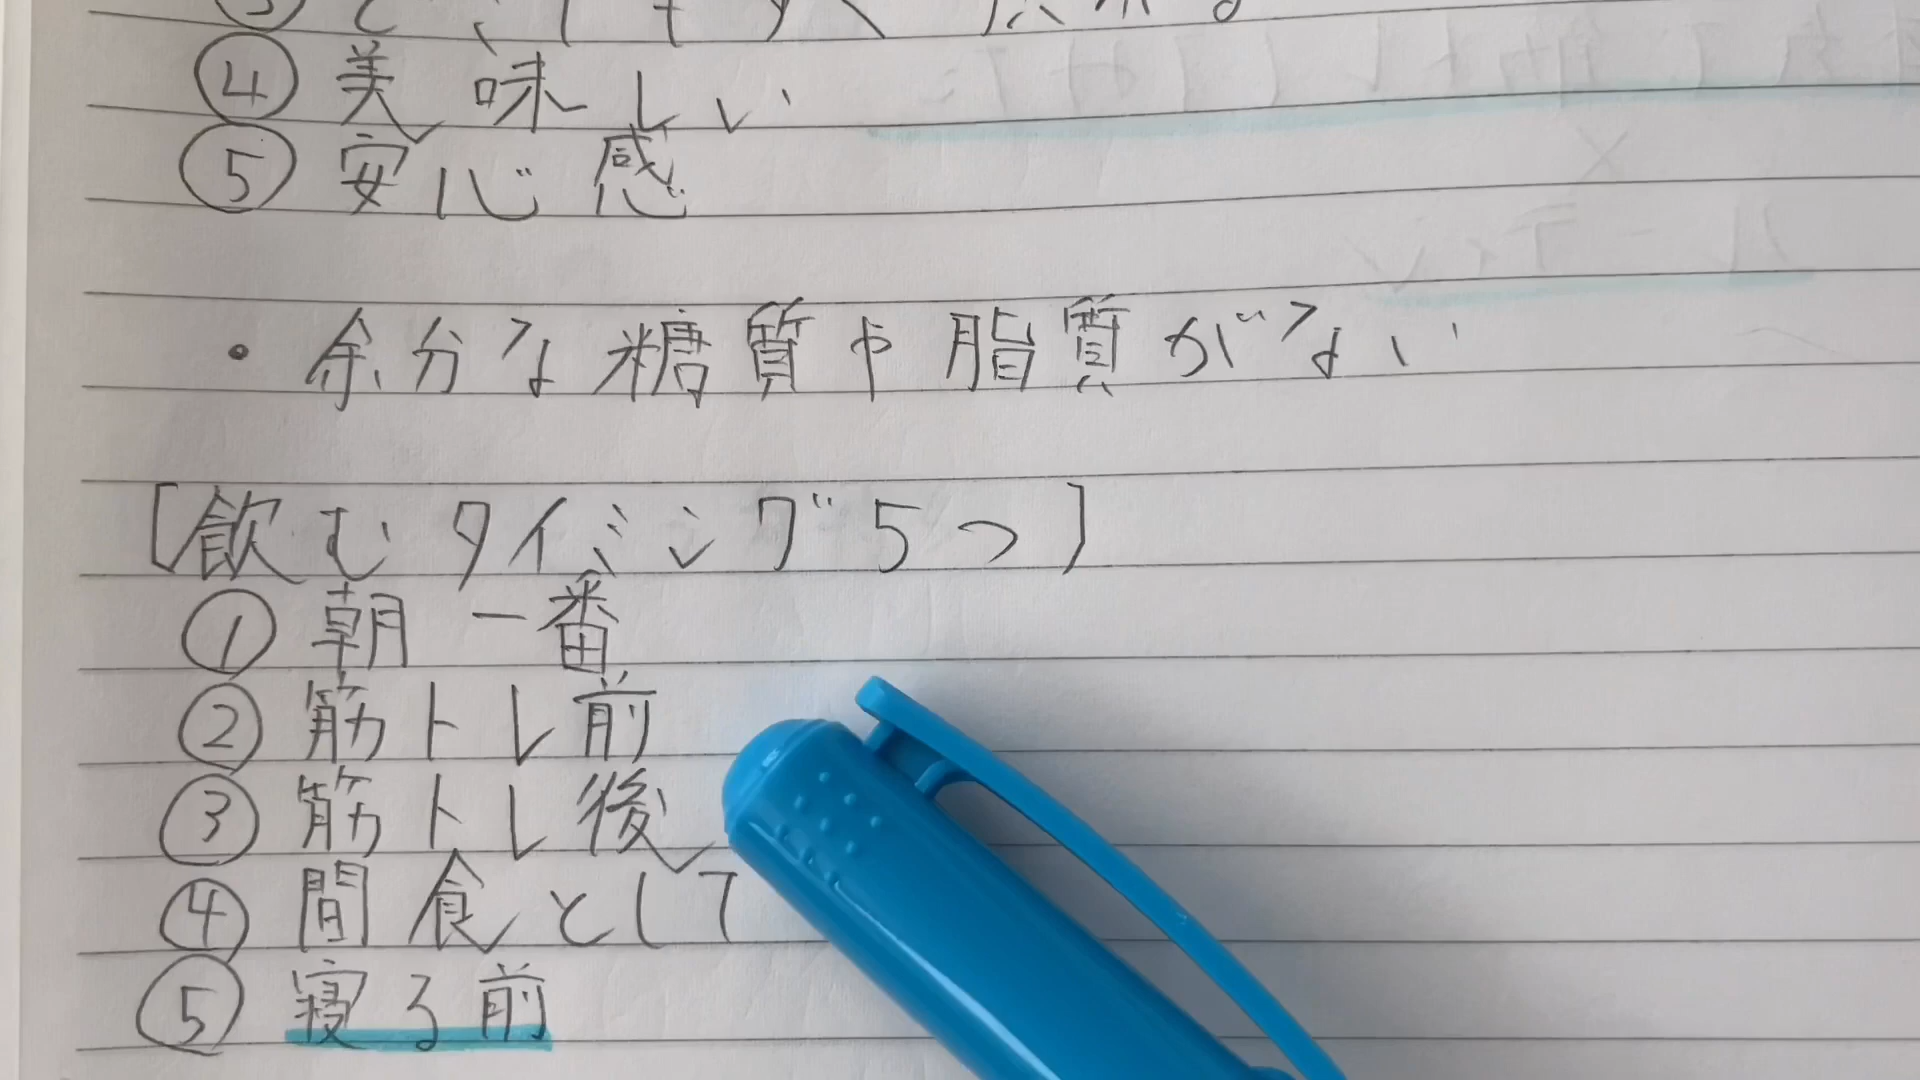 ④ 美味しい
⑤ 安心感
・余分な糖質や脂質がない
[飲むタイミング5つ]
① 朝一番
② 筋トレ前
③ 筋トレ後
④ 間食として
⑤ 寝る前